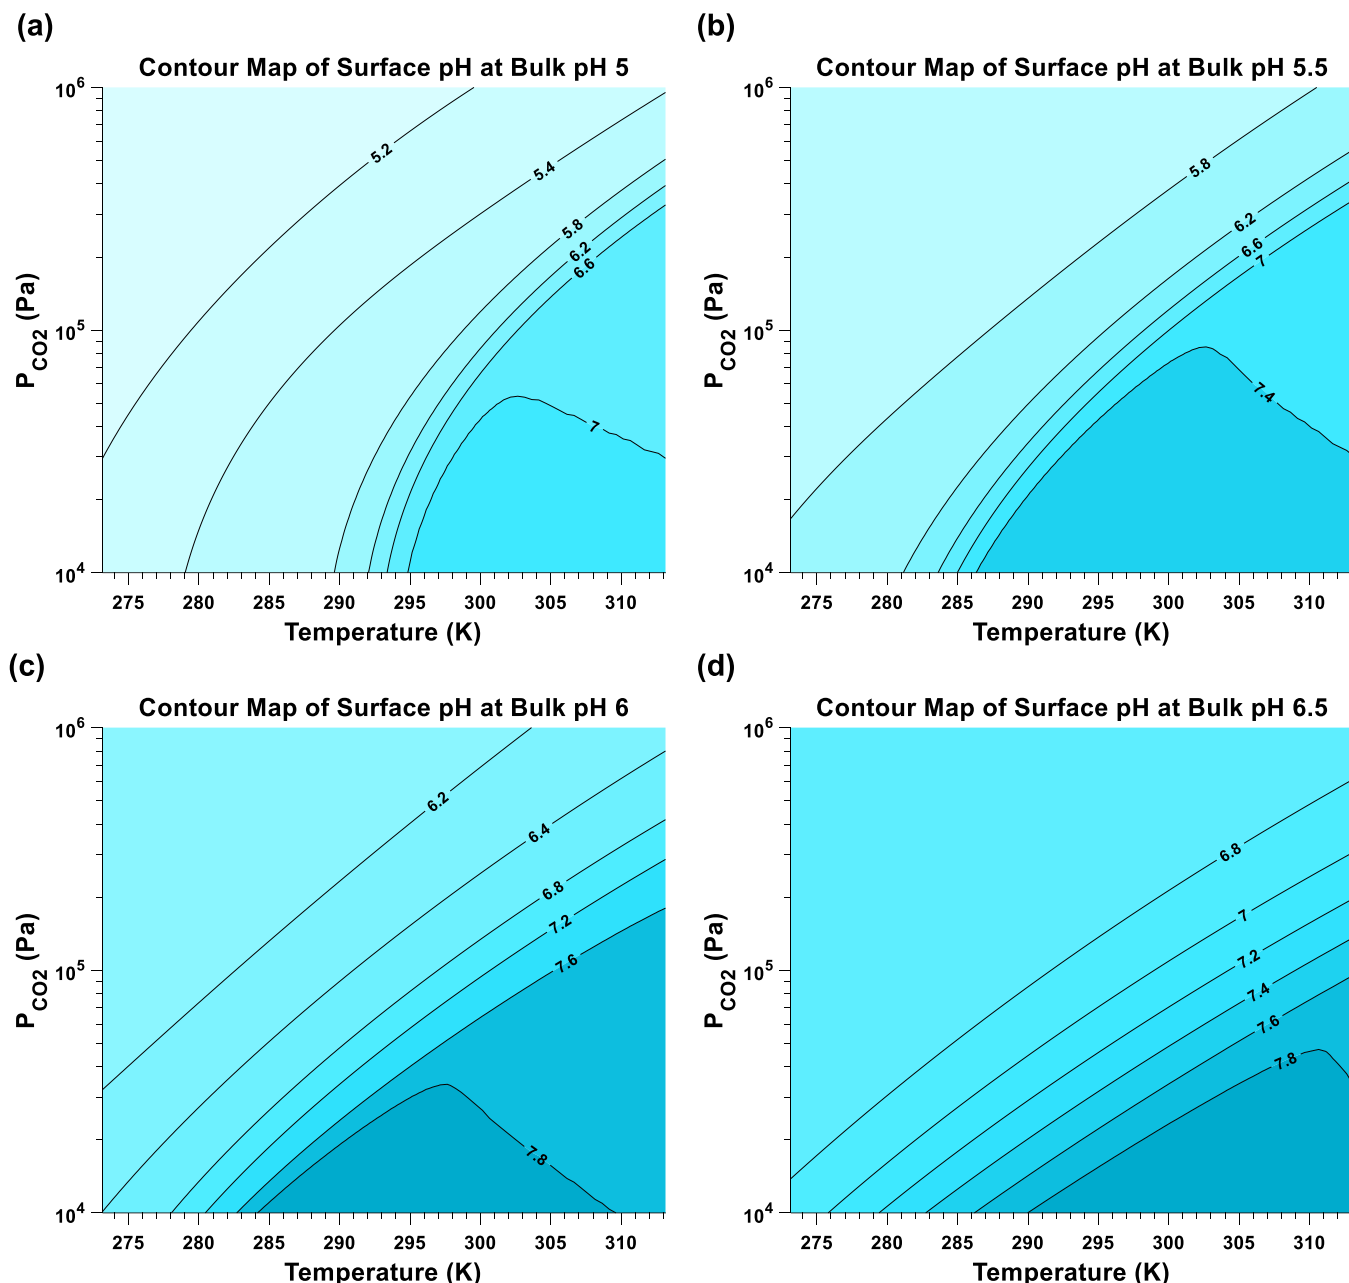 (a)
Contour Map of Surface pH at Bulk pH 5
10^6
10^5
10^4
P_CO2 (Pa)
5.2
5.4
5.8
6.2
6.6
7
275 280 285 290 295 300 305 310
Temperature (K)
(b)
Contour Map of Surface pH at Bulk pH 5.5
10^6
10^5
10^4
P_CO2 (Pa)
5.8
6.2
6.6
7
7.4
275 280 285 290 295 300 305 310
Temperature (K)
(c)
Contour Map of Surface pH at Bulk pH 6
10^6
10^5
10^4
P_CO2 (Pa)
6.2
6.4
6.8
7.2
7.6
7.8
275 280 285 290 295 300 305 310
Temperature (K)
(d)
Contour Map of Surface pH at Bulk pH 6.5
10^6
10^5
10^4
P_CO2 (Pa)
6.8
7
7.2
7.4
7.6
7.8
275 280 285 290 295 300 305 310
Temperature (K)